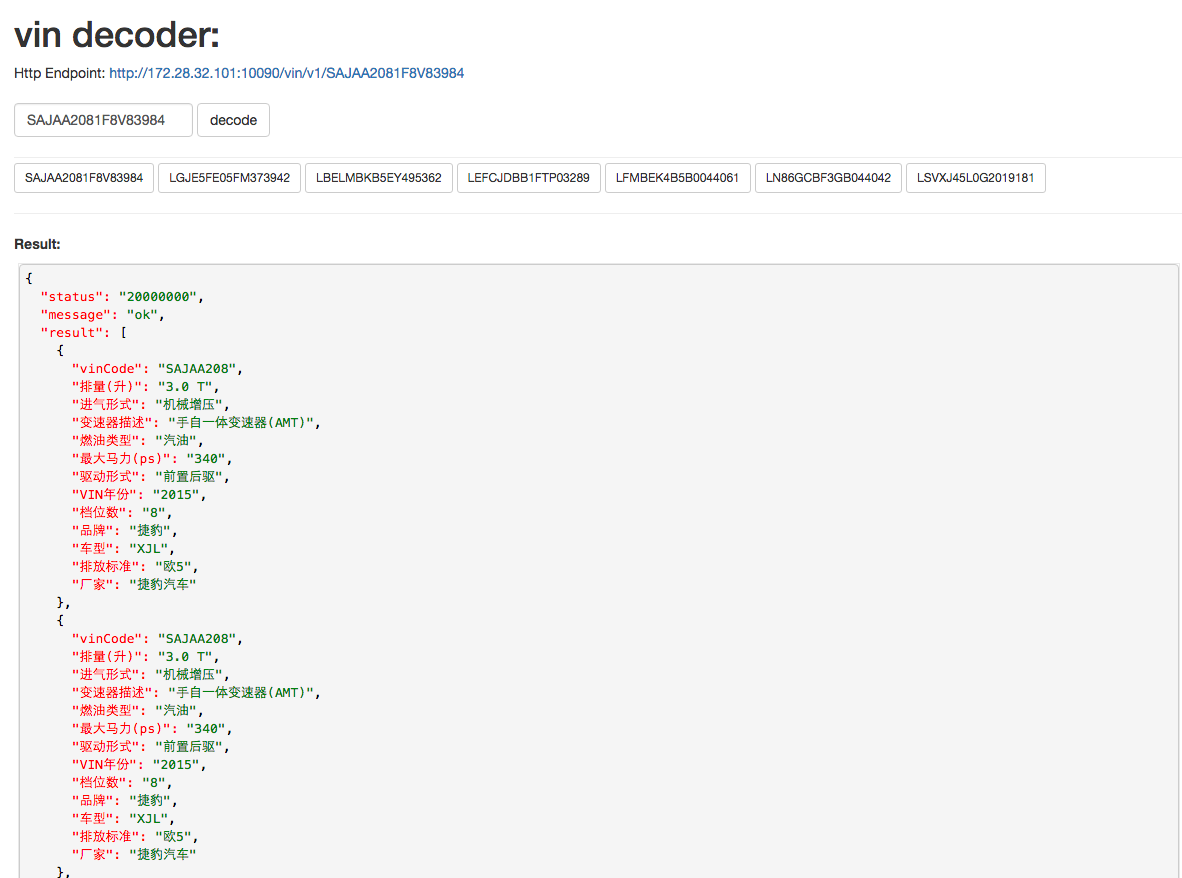 vin decoder:
Http Endpoint: http://172.28.32.101:10090/vin/v1/SAJAA2081F8V83984
SAJAA2081F8V83984 decode
SAJAA2081F8V83984 LGJE5FE05FM373942 LBELMBKB5EY495362 LEFCJDBB1FTP03289 LFMBEK4B5B0044061 LN86GCBF3GB044042 LSVXJ45L0G2019181
Result:
{
"status": "20000000",
"message": "ok",
"result": [
{
"vinCode": "SAJAA208",
"排量(升)": "3.0 T",
"进气形式": "机械增压",
"变速器描述": "手自一体变速器(AMT)",
"燃油类型": "汽油",
"最大马力(ps)": "340",
"驱动形式": "前置后驱",
"VIN年份": "2015",
"档位数": "8",
"品牌": "捷豹",
"车型": "XJL",
"排放标准": "欧5",
"厂家": "捷豹汽车"
},
{
"vinCode": "SAJAA208",
"排量(升)": "3.0 T",
"进气形式": "机械增压",
"变速器描述": "手自一体变速器(AMT)",
"燃油类型": "汽油",
"最大马力(ps)": "340",
"驱动形式": "前置后驱",
"VIN年份": "2015",
"档位数": "8",
"品牌": "捷豹",
"车型": "XJL",
"排放标准": "欧5",
"厂家": "捷豹汽车"
},